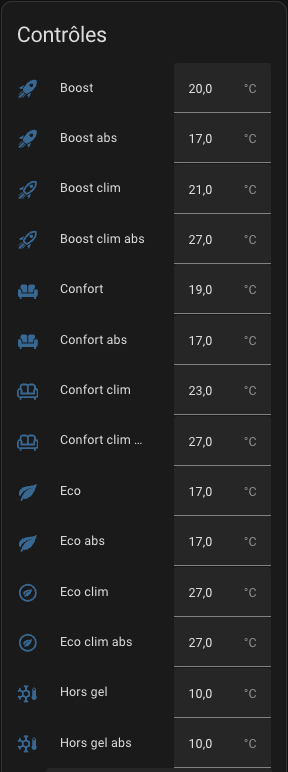 Contrôles
Boost 20,0 °C
Boost abs 17,0 °C
Boost clim 21,0 °C
Boost clim abs 27,0 °C
Confort 19,0 °C
Confort abs 17,0 °C
Confort clim 23,0 °C
Confort clim … 27,0 °C
Eco 17,0 °C
Eco abs 17,0 °C
Eco clim 27,0 °C
Eco clim abs 27,0 °C
Hors gel 10,0 °C
Hors gel abs 10,0 °C